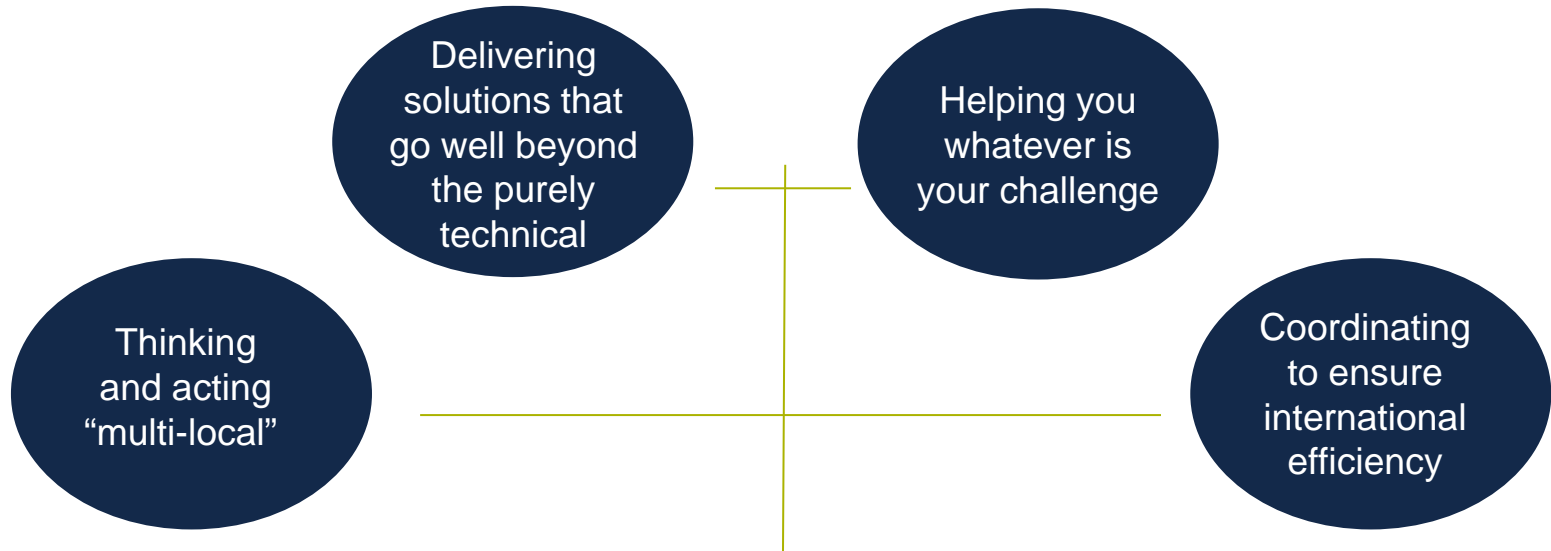 Delivering
solutions that
go well beyond
the purely
technical
Helping you
whatever is
your challenge
Thinking
and acting
“multi-local”
Coordinating
to ensure
international
efficiency